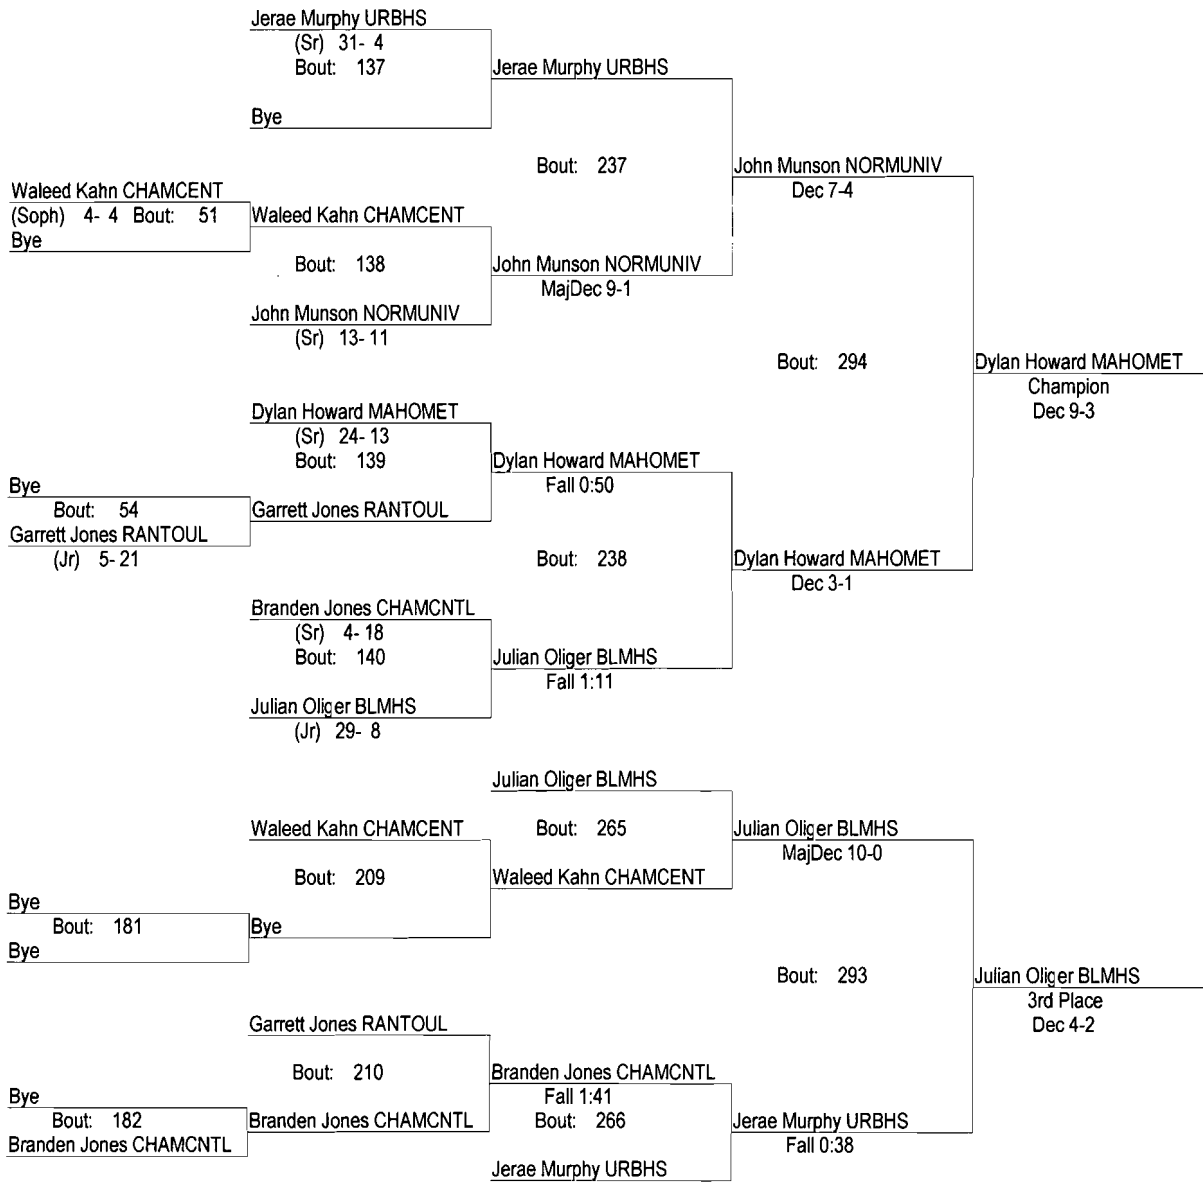 Jerae Murphy URBHS
(Sr) 31- 4
Bout: 137
Jerae Murphy URBHS
Bye
Bout: 237
John Munson NORMUNIV
Dec 7-4
Waleed Kahn CHAMCENT
(Soph) 4- 4 Bout: 51
Waleed Kahn CHAMCENT
Bye
Bout: 138
John Munson NORMUNIV
MajDec 9-1
John Munson NORMUNIV
(Sr) 13- 11
Bout: 294
Dylan Howard MAHOMET
Champion
Dec 9-3
Dylan Howard MAHOMET
(Sr) 24- 13
Bout: 139
Dylan Howard MAHOMET
Fall 0:50
Bye
Bout: 54
Garrett Jones RANTOUL
Garrett Jones RANTOUL
(Jr) 5- 21
Bout: 238
Dylan Howard MAHOMET
Dec 3-1
Branden Jones CHAMCNTL
(Sr) 4- 18
Bout: 140
Julian Oliger BLMHS
Fall 1:11
Julian Oliger BLMHS
(Jr) 29- 8
Julian Oliger BLMHS
Waleed Kahn CHAMCENT
Bout: 265
Julian Oliger BLMHS
MajDec 10-0
Bout: 209
Waleed Kahn CHAMCENT
Bye
Bout: 181
Bye
Bye
Bout: 293
Julian Oliger BLMHS
3rd Place
Dec 4-2
Garrett Jones RANTOUL
Bout: 210
Branden Jones CHAMCNTL
Fall 1:41
Bye
Bout: 182
Branden Jones CHAMCNTL
Bout: 266
Jerae Murphy URBHS
Fall 0:38
Branden Jones CHAMCNTL
Jerae Murphy URBHS